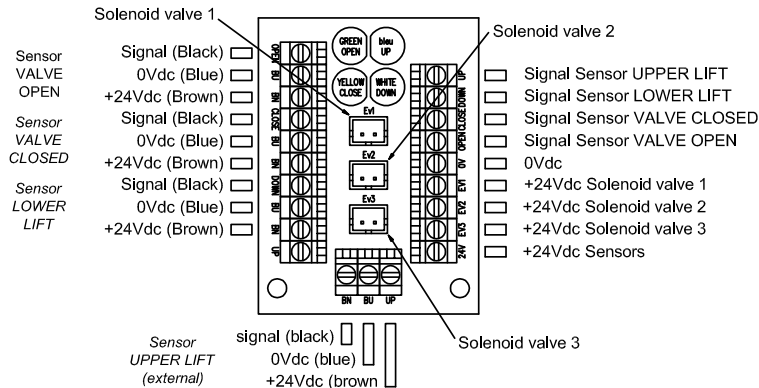 Solenoid valve 1
Solenoid valve 2
Sensor
VALVE
OPEN
Signal (Black)
0Vdc (Blue)
+24Vdc (Brown)
Sensor
VALVE
CLOSED
Signal (Black)
0Vdc (Blue)
+24Vdc (Brown)
Sensor
LOWER
LIFT
Signal (Black)
0Vdc (Blue)
+24Vdc (Brown)
OPEN
BU
BN
CLOSE
BU
BN
DOWN
BU
BN
UP
GREEN
OPEN
bleu
UP
YELLOW
CLOSE
WHITE
DOWN
Ev1
Ev2
Ev3
UP
DOWN
CLOSE
OPEN
0V
EV1
EV2
EV3
24V
Signal Sensor UPPER LIFT
Signal Sensor LOWER LIFT
Signal Sensor VALVE CLOSED
Signal Sensor VALVE OPEN
0Vdc
+24Vdc Solenoid valve 1
+24Vdc Solenoid valve 2
+24Vdc Solenoid valve 3
+24Vdc Sensors
BN BU UP
Solenoid valve 3
Sensor
UPPER LIFT
(external)
signal (black)
0Vdc (blue)
+24Vdc (brown